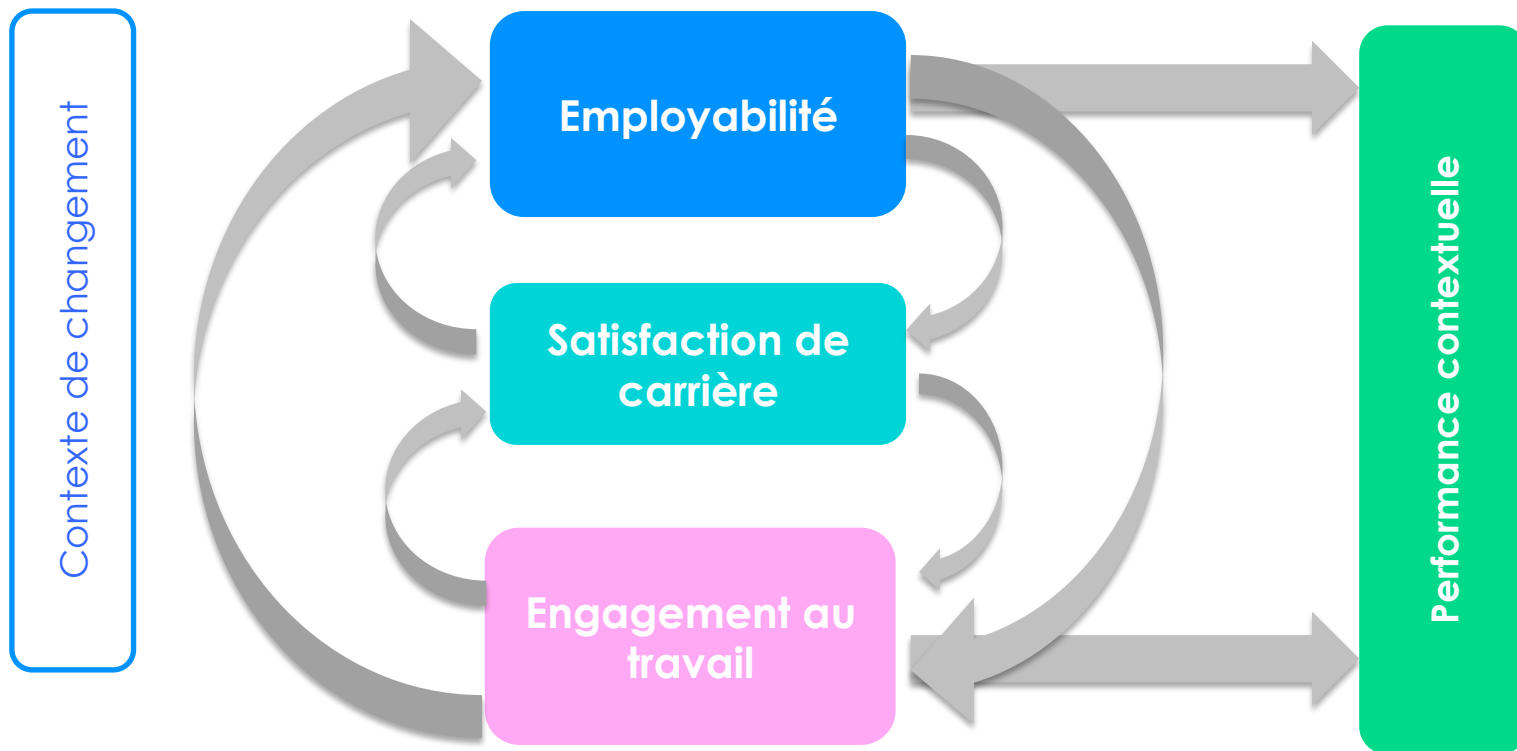 Contexte de changement
Employabilité
Satisfaction de
carrière
Engagement au
travail
Performance contextuelle